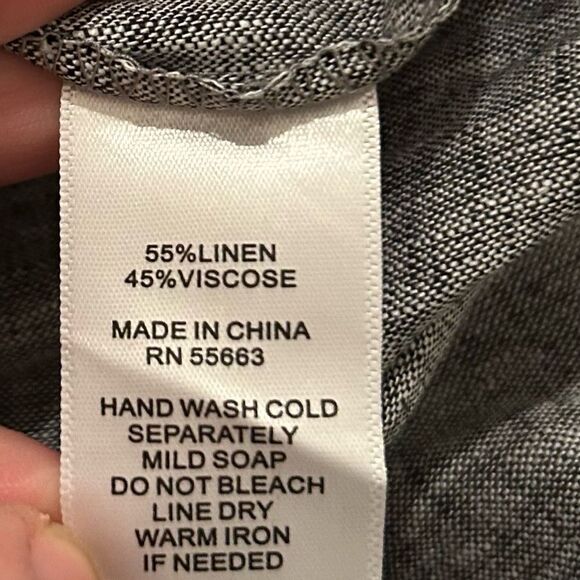 55%LINEN
45%VISCOSE
MADE IN CHINA
RN 55663
HAND WASH COLD
SEPARATELY
MILD SOAP
DO NOT BLEACH
LINE DRY
WARM IRON
IF NEEDED